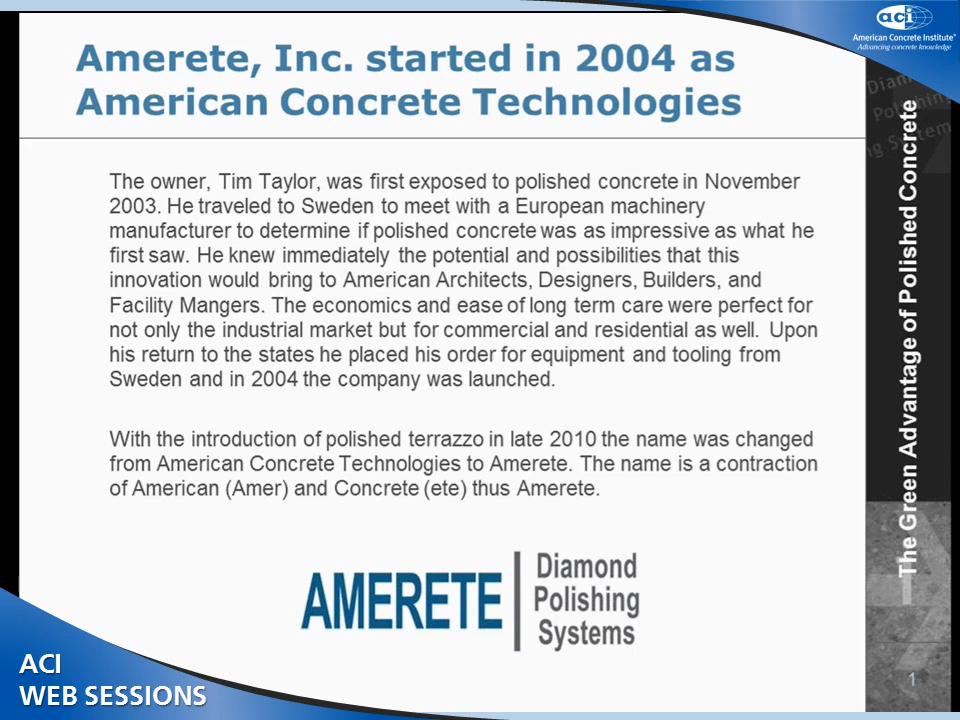 aci
American Concrete Institute®
Advancing concrete knowledge
Amerete, Inc. started in 2004 as
American Concrete Technologies
The owner, Tim Taylor, was first exposed to polished concrete in November
2003. He traveled to Sweden to meet with a European machinery
manufacturer to determine if polished concrete was as impressive as what he
first saw. He knew immediately the potential and possibilities that this
innovation would bring to American Architects, Designers, Builders, and
Facility Mangers. The economics and ease of long term care were perfect for
not only the industrial market but for commercial and residential as well. Upon
his return to the states he placed his order for equipment and tooling from
Sweden and in 2004 the company was launched.
With the introduction of polished terrazzo in late 2010 the name was changed
from American Concrete Technologies to Amerete. The name is a contraction
of American (Amer) and Concrete (ete) thus Amerete.
AMERETE
Diamond
Polishing
Systems
The Green Advantage of Polished Concrete
1
ACI
WEB SESSIONS